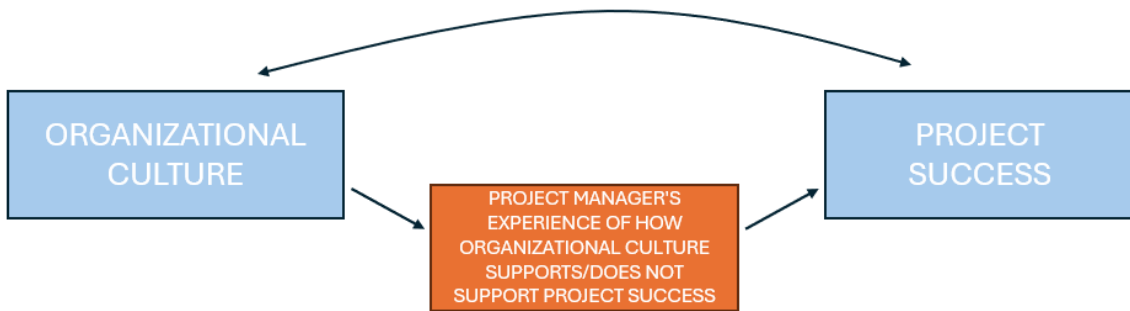 ORGANIZATIONAL
CULTURE
PROJECT
SUCCESS
PROJECT MANAGER'S
EXPERIENCE OF HOW
ORGANIZATIONAL CULTURE
SUPPORTS/DOES NOT
SUPPORT PROJECT SUCCESS